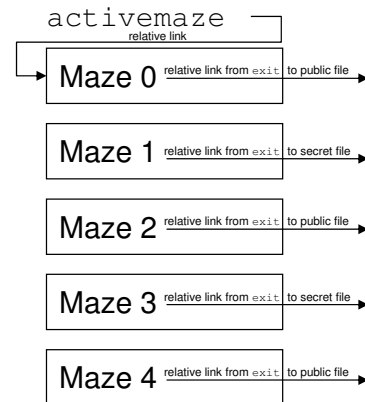 activemaze
relative link
Maze 0 relative link from exit to public file
Maze 1 relative link from exit to secret file
Maze 2 relative link from exit to public file
Maze 3 relative link from exit to secret file
Maze 4 relative link from exit to public file